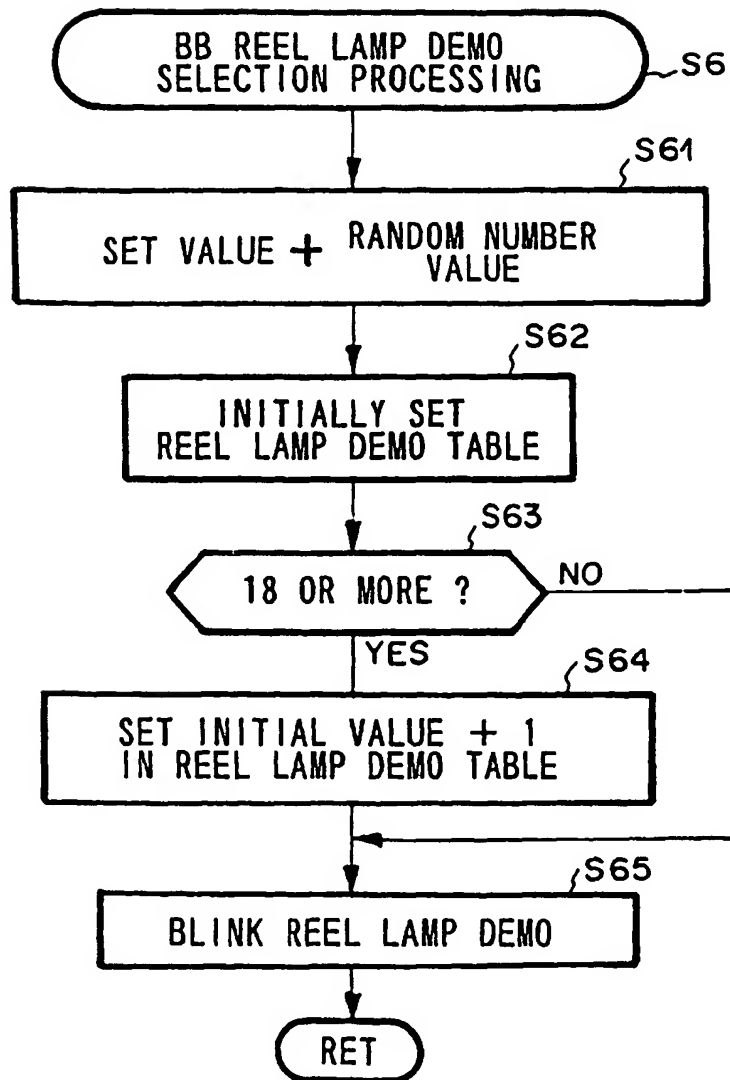 BB REEL LAMP DEMO
SELECTION PROCESSING
S6
S61
SET VALUE + RANDOM NUMBER
VALUE
S62
INITIALLY SET
REEL LAMP DEMO TABLE
S63
18 OR MORE ?
NO
YES
S64
SET INITIAL VALUE + 1
IN REEL LAMP DEMO TABLE
S65
BLINK REEL LAMP DEMO
RET